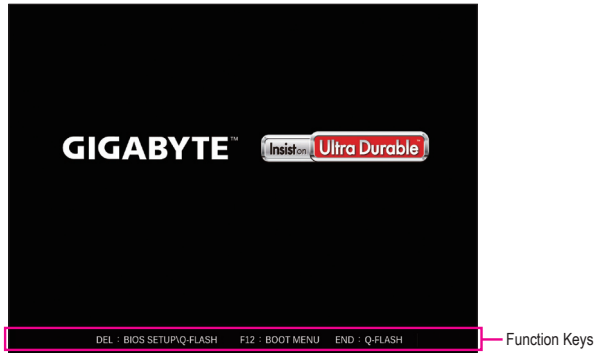 GIGABYTE™
Insist on Ultra Durable™
DEL : BIOS SETUP\Q-FLASH F12 : BOOT MENU END : Q-FLASH
Function Keys